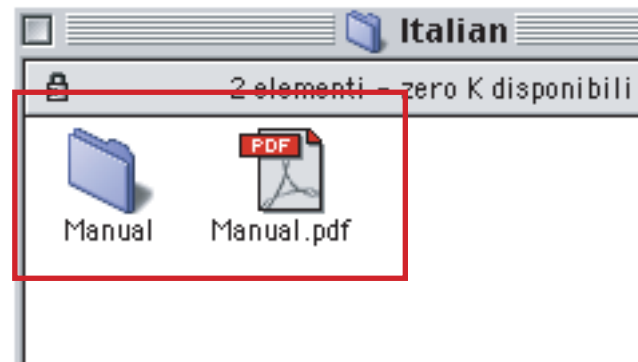 Italian
2 elementi - zero K disponibili
PDF
Manual
Manual.pdf